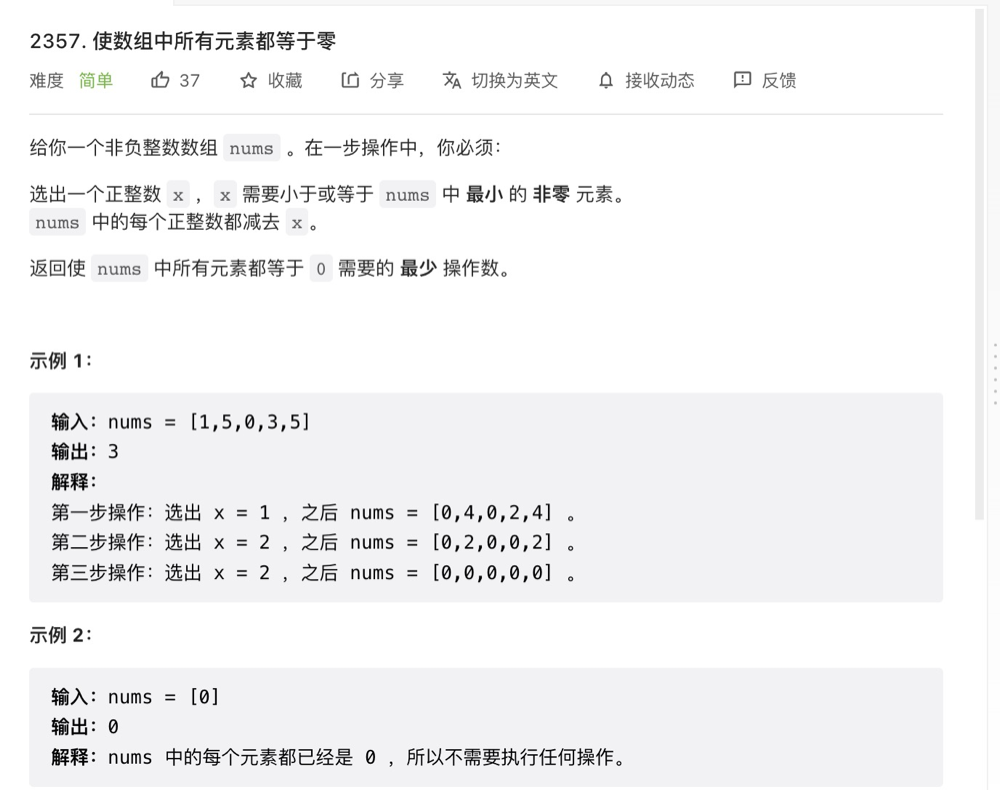 2357. 使数组中所有元素都等于零
难度 简单 37 收藏 分享 切换为英文 接收动态 反馈
给你一个非负整数数组 nums 。在一步操作中，你必须：
选出一个正整数 x ，x 需要小于或等于 nums 中 最小 的 非零 元素。
nums 中的每个正整数都减去 x。
返回使 nums 中所有元素都等于 0 需要的 最少 操作数。
示例 1：
输入：nums = [1,5,0,3,5]
输出：3
解释：
第一步操作：选出 x = 1 ，之后 nums = [0,4,0,2,4] 。
第二步操作：选出 x = 2 ，之后 nums = [0,2,0,0,2] 。
第三步操作：选出 x = 2 ，之后 nums = [0,0,0,0,0] 。
示例 2：
输入：nums = [0]
输出：0
解释：nums 中的每个元素都已经是 0 ，所以不需要执行任何操作。